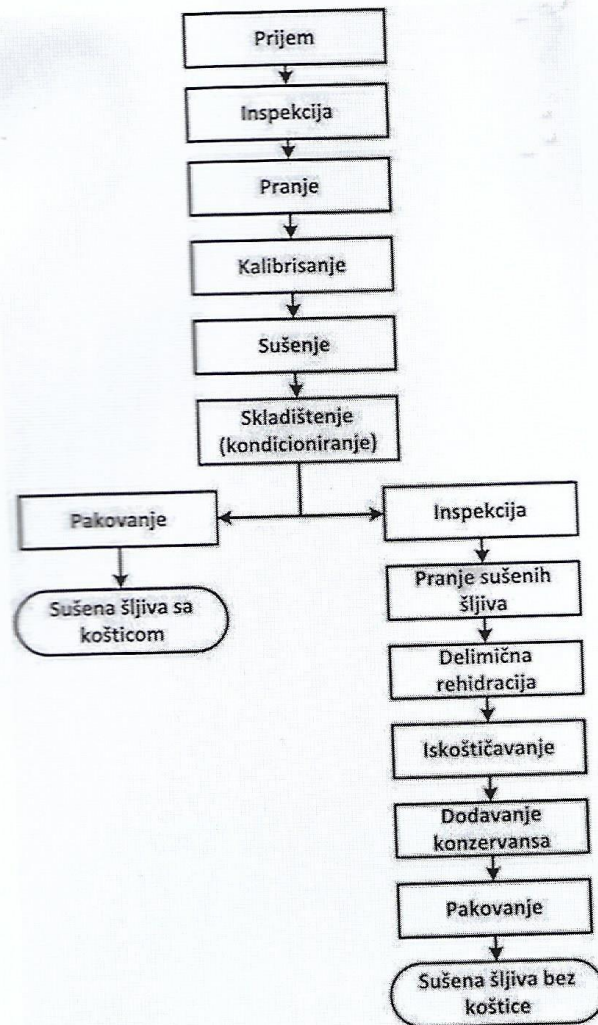 Prijem
Inspekcija
Pranje
Kalibrisanje
Sušenje
Skladištenje
(kondicioniranje)
Pakovanje
Sušena šljiva sa
košticom
Inspekcija
Pranje sušenih
šljiva
Delimična
rehidracija
Iskoštičavanje
Dodavanje
konzervansa
Pakovanje
Sušena šljiva bez
koštice